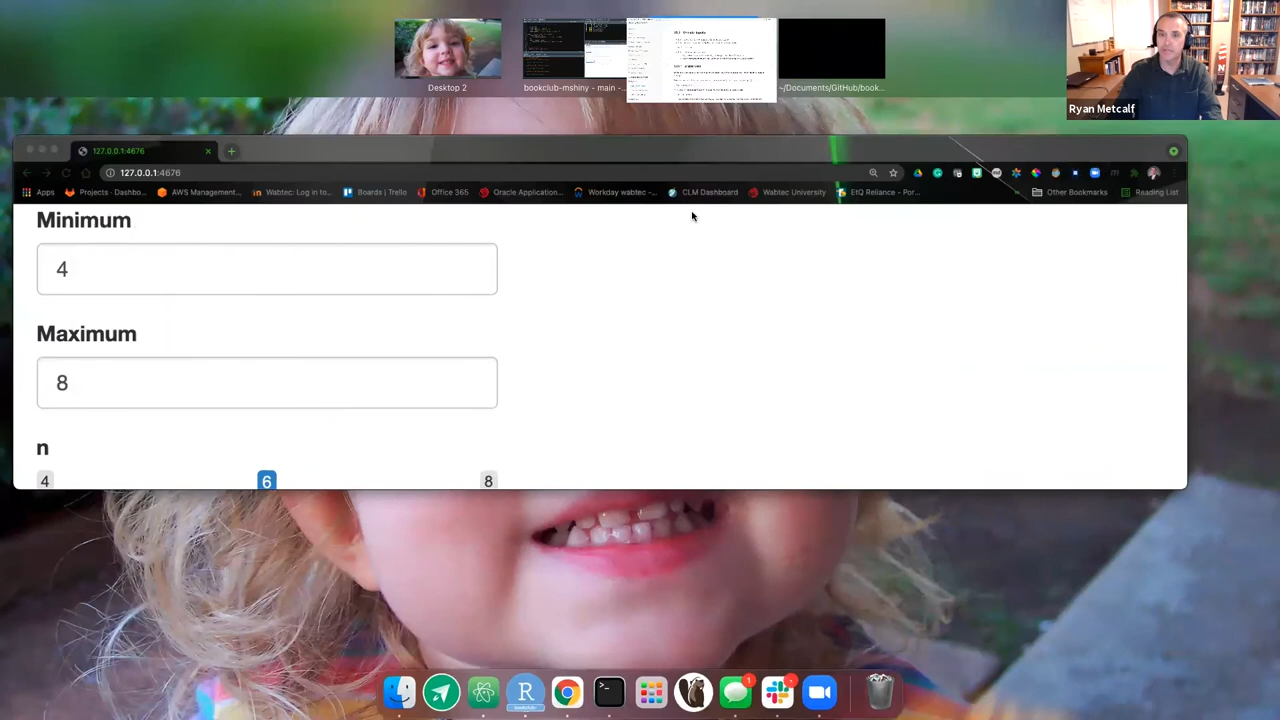 Desktop 2
bookclub-mshiny - main -...
~/Documents/GitHub/book...
Ryan Metcalf
127.0.0.1:4676
127.0.0.1:4676
Apps
Projects · Dashbo...
AWS Management...
Wabtec: Log in to...
Boards | Trello
Office 365
Oracle Application...
Workday wabtec -...
CLM Dashboard
Wabtec University
EtQ Reliance - Por...
»
Other Bookmarks
Reading List
Minimum
4
Maximum
8
n
4 6 8
R
1